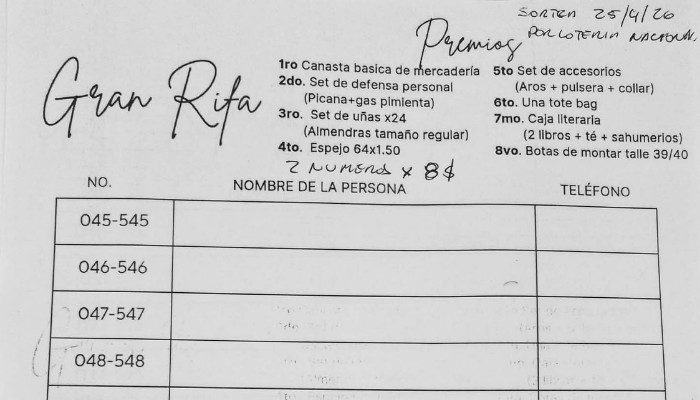 SORTEA 25/4/26
POR LOTERIA NACIONAL
Premios
Gran Rifa
1ro Canasta basica de mercadería
2do. Set de defensa personal
(Picana+gas pimienta)
3ro. Set de uñas x24
(Almendras tamaño regular)
4to. Espejo 64x1.50
5to Set de accesorios
(Aros + pulsera + collar)
6to. Una tote bag
7mo. Caja literaria
(2 libros + té + sahumerios)
8vo. Botas de montar talle 39/40
2 NUMEROS x 8$
NO. NOMBRE DE LA PERSONA TELÉFONO
045-545
046-546
047-547
048-548